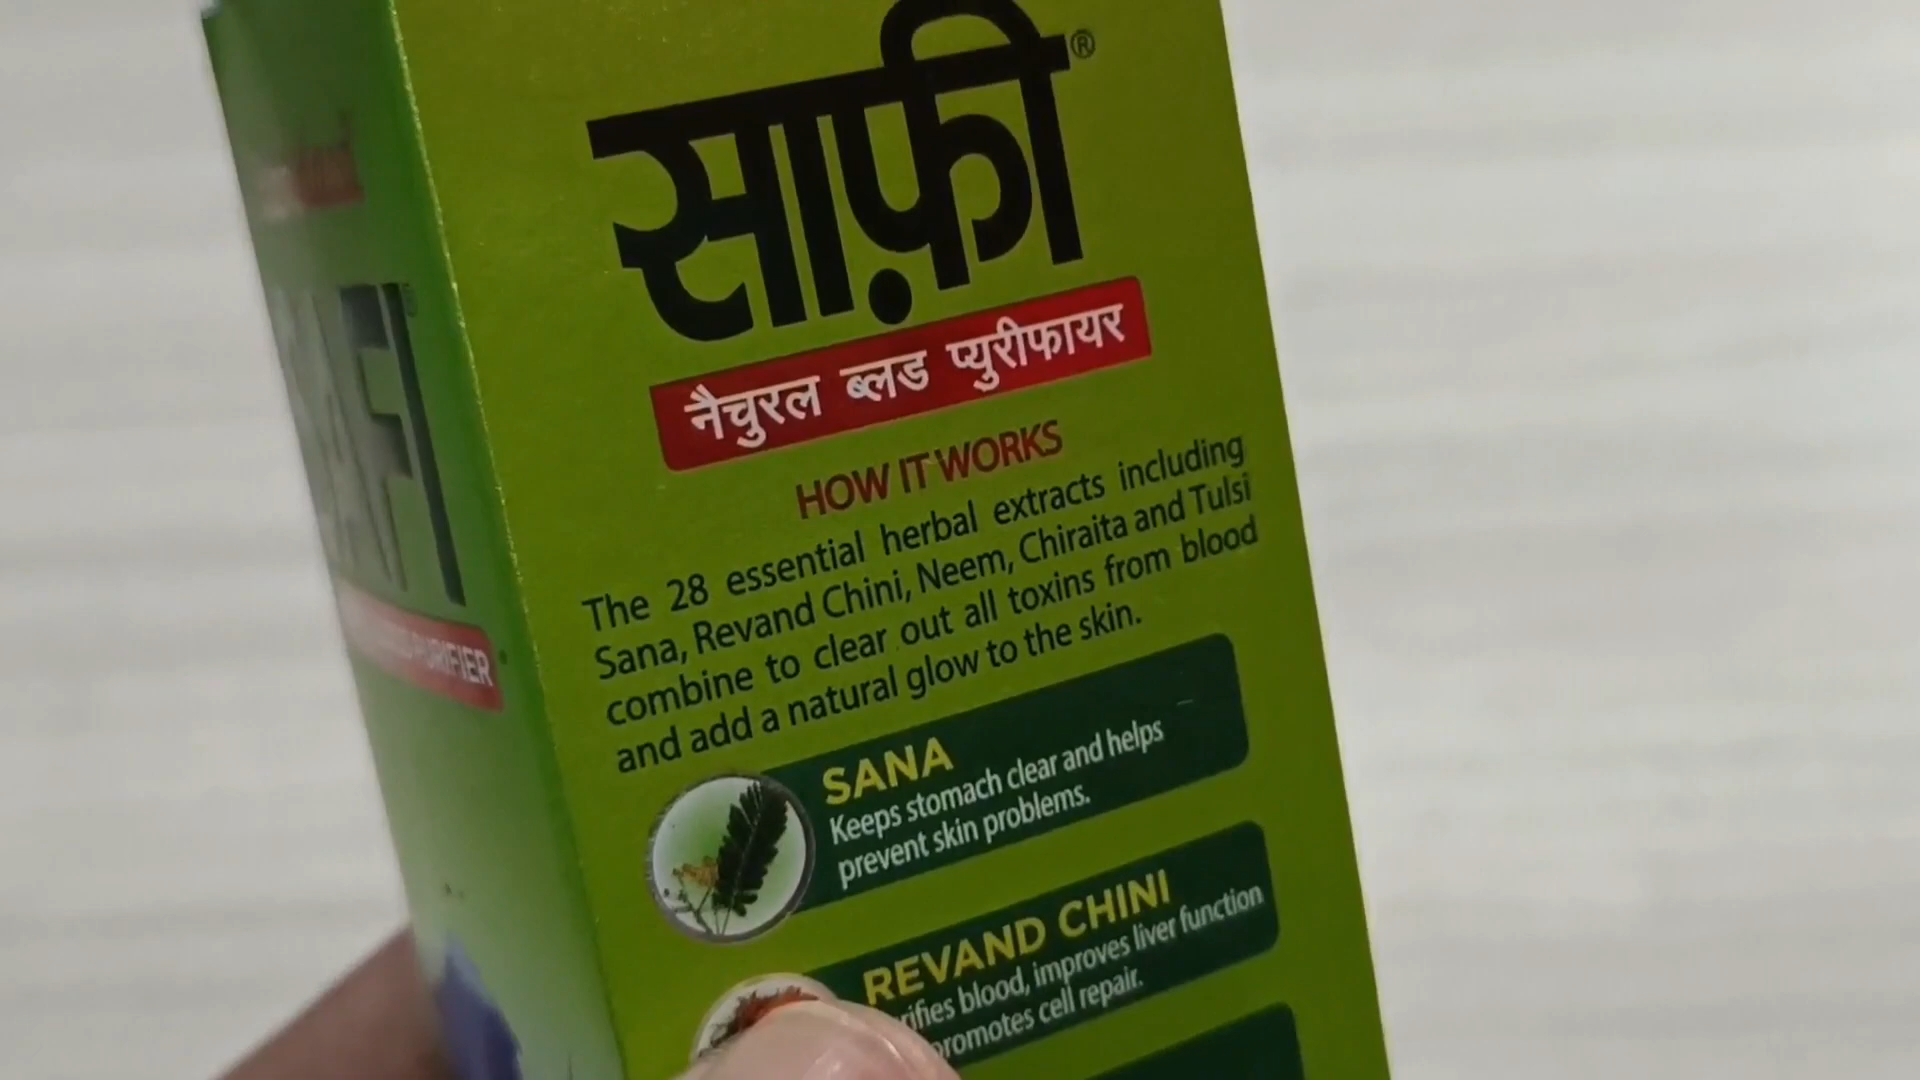 साफ़ी®
नैचुरल ब्लड प्युरीफायर
HOW IT WORKS
The 28 essential herbal extracts including
Sana, Revand Chini, Neem, Chiraita and Tulsi
combine to clear out all toxins from blood
and add a natural glow to the skin.
SANA
Keeps stomach clear and helps
prevent skin problems.
REVAND CHINI
blood, improves liver function
promotes cell repair.
PURIFIER